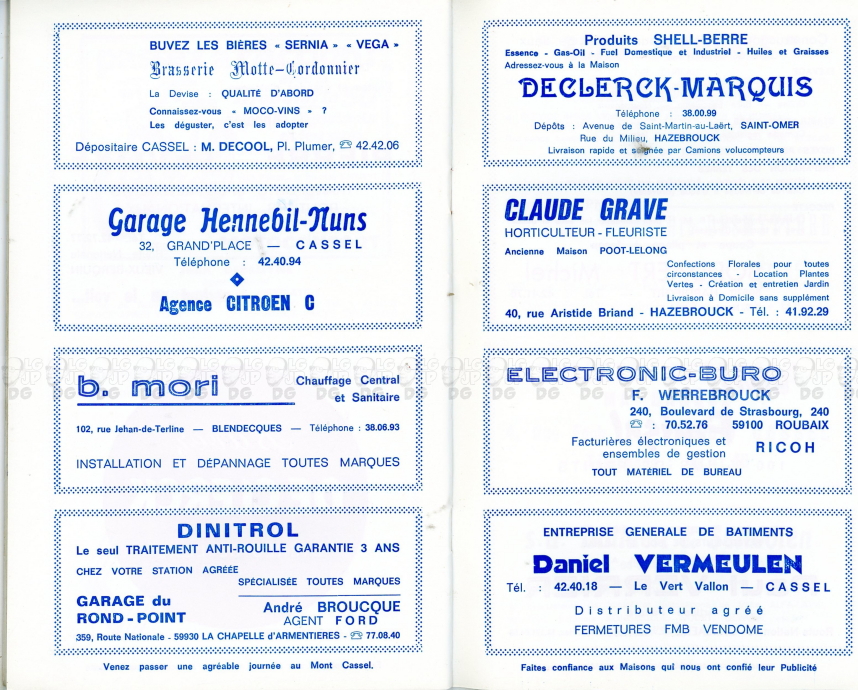 BUVEZ LES BIÈRES « SERNIA » « VEGA »
Brasserie Motte-Cordonnier
La Devise : QUALITÉ D'ABORD
Connaissez-vous « MOCO-VINS » ?
Les déguster, c'est les adopter
Dépositaire CASSEL : M. DECOOL, Pl. Plumer, ☏ 42.42.06
Garage Hennebil-Nuns
32, GRAND'PLACE — CASSEL
Téléphone : 42.40.94
Agence CITROEN C
b. mori
Chauffage Central
et Sanitaire
102, rue Jehan-de-Terline — BLENDECQUES — Téléphone : 38.06.93
INSTALLATION ET DÉPANNAGE TOUTES MARQUES
DINITROL
Le seul TRAITEMENT ANTI-ROUILLE GARANTIE 3 ANS
CHEZ VOTRE STATION AGRÉÉE
SPÉCIALISÉE TOUTES MARQUES
GARAGE du
ROND-POINT
André BROUCQUE
AGENT FORD
359, Route Nationale - 59930 LA CHAPELLE D'ARMENTIERES - ☏ 77.08.40
Venez passer une agréable journée au Mont Cassel.
Produits SHELL-BERRE
Essence - Gas-Oil - Fuel Domestique et Industriel - Huiles et Graisses
Adressez-vous à la Maison
DECLERCK-MARQUIS
Téléphone : 38.00.99
Dépôts : Avenue de Saint-Martin-au-Laërt, SAINT-OMER
Rue du Milieu, HAZEBROUCK
Livraison rapide et soignée par Camions volucompteurs
CLAUDE GRAVE
HORTICULTEUR - FLEURISTE
Ancienne Maison POOT-LELONG
Confections Florales pour toutes
circonstances - Location Plantes
Vertes - Création et entretien Jardin
Livraison à Domicile sans supplément
40, rue Aristide Briand - HAZEBROUCK - Tél. : 41.92.29
ELECTRONIC-BURO
F. WERREBROUCK
240, Boulevard de Strasbourg, 240
☏ : 70.52.76 59100 ROUBAIX
Facturières électroniques et
ensembles de gestion
RICOH
TOUT MATÉRIEL DE BUREAU
ENTREPRISE GENERALE DE BATIMENTS
Daniel VERMEULEN
Tél. : 42.40.18 — Le Vert Vallon — CASSEL
Distributeur agréé
FERMETURES FMB VENDOME
Faites confiance aux Maisons qui nous ont confié leur Publicité